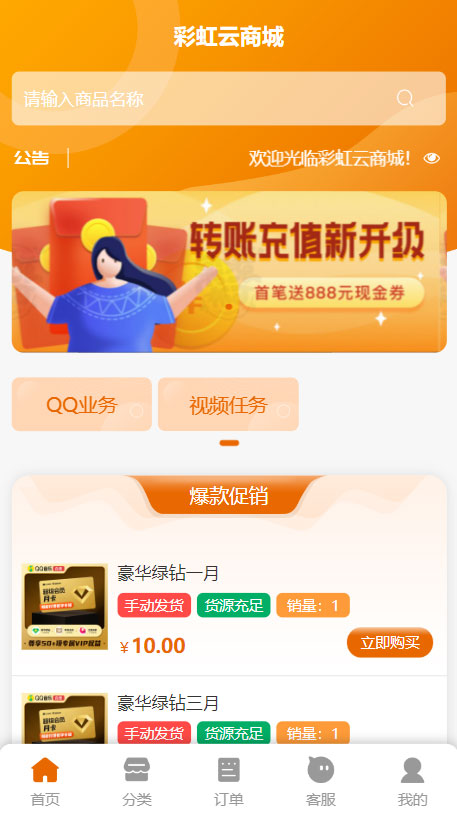 彩虹云商城
请输入商品名称
公告
欢迎光临彩虹云商城!
转账充值新升级
首笔送888元现金券
QQ业务
视频任务
爆款促销
豪华绿钻一月
手动发货 货源充足 销量：1
￥10.00
立即购买
豪华绿钻三月
手动发货 货源充足 销量：1
首页 分类 订单 客服 我的